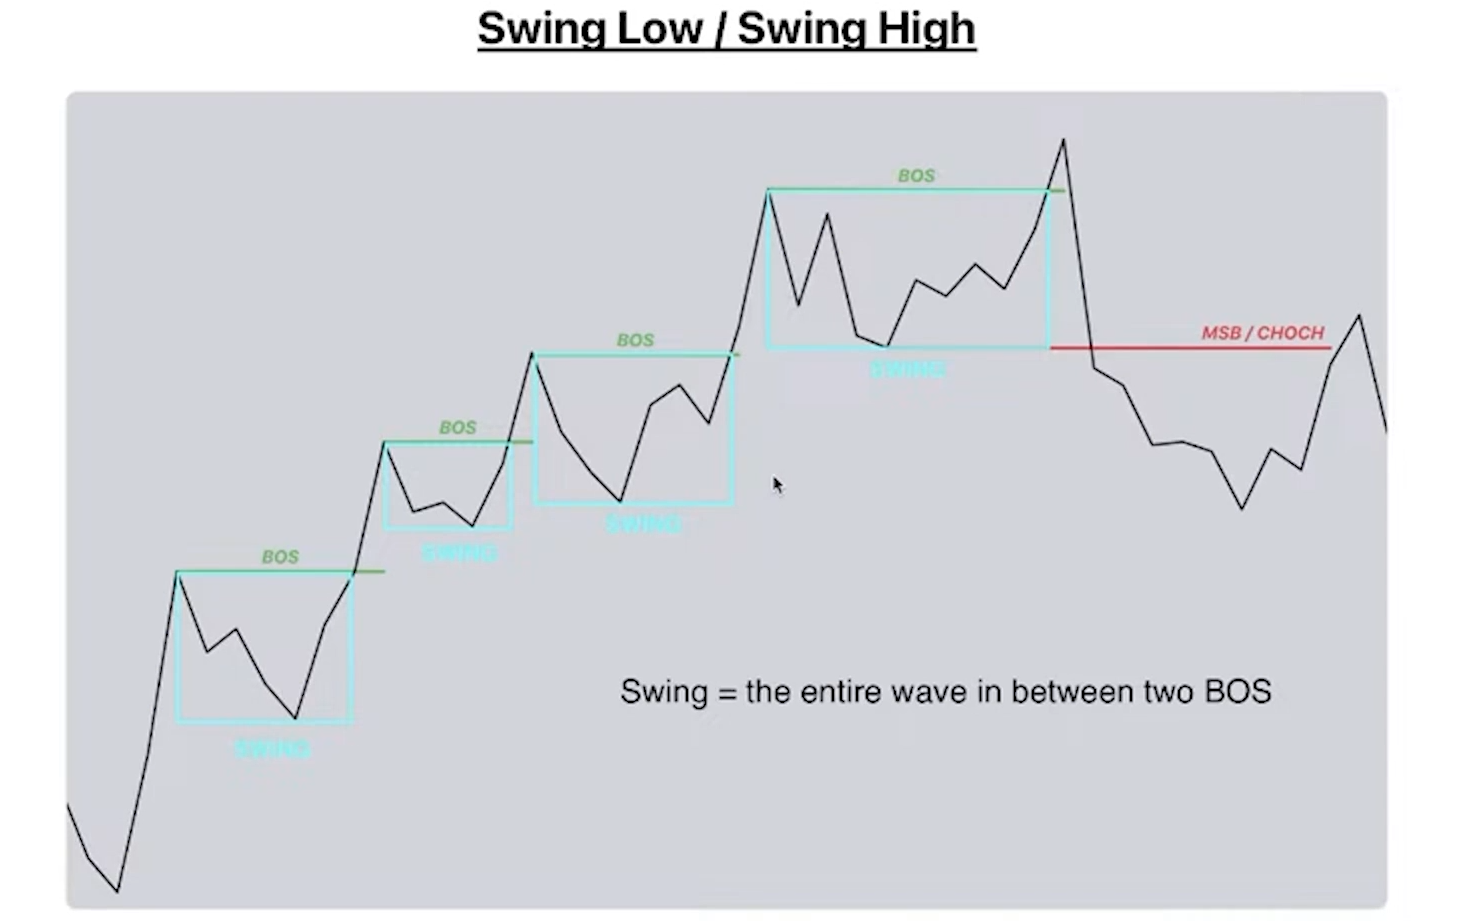 Swing Low / Swing High
BOS
MSB / CHOCH
BOS
SWING
BOS
SWING
SWING
BOS
Swing = the entire wave in between two BOS
SWING